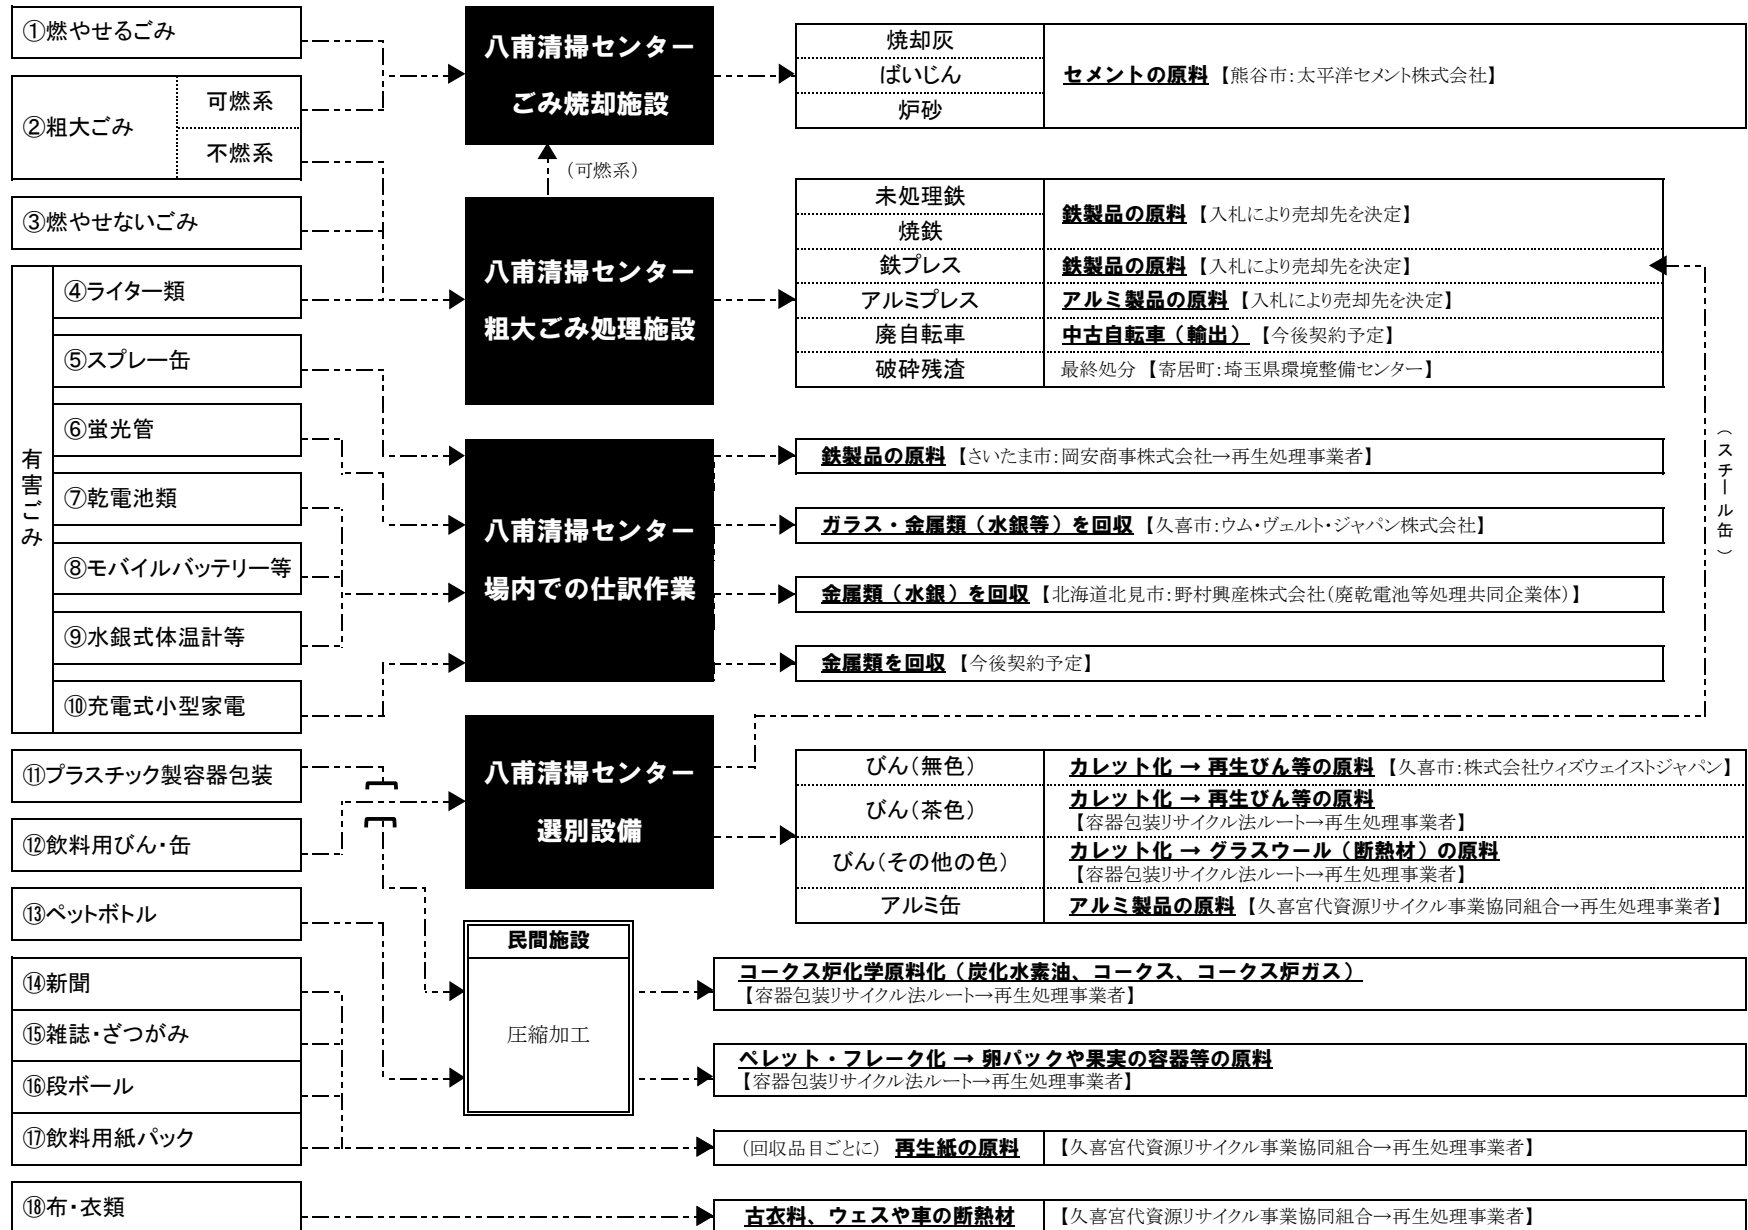 ①燃やせるごみ
②粗大ごみ
可燃系
不燃系
③燃やせないごみ
有害ごみ
④ライター類
⑤スプレー缶
⑥蛍光管
⑦乾電池類
⑧モバイルバッテリー等
⑨水銀式体温計等
⑩充電式小型家電
⑪プラスチック製容器包装
⑫飲料用びん・缶
⑬ペットボトル
⑭新聞
⑮雑誌・ざつがみ
⑯段ボール
⑰飲料用紙パック
⑱布・衣類
八甫清掃センター
ごみ焼却施設
(可燃系)
八甫清掃センター
粗大ごみ処理施設
八甫清掃センター
場内での仕訳作業
八甫清掃センター
選別設備
民間施設
圧縮加工
焼却灰
ばいじん
炉砂
セメントの原料【熊谷市:太平洋セメント株式会社】
未処理鉄
焼鉄
鉄製品の原料【入札により売却先を決定】
鉄プレス
鉄製品の原料【入札により売却先を決定】
アルミプレス
アルミ製品の原料【入札により売却先を決定】
廃自転車
中古自転車(輸出)【今後契約予定】
破砕残渣
最終処分【寄居町:埼玉県環境整備センター】
(スチール缶)
鉄製品の原料【さいたま市:岡安商事株式会社→再生処理事業者】
ガラス・金属類(水銀等)を回収【久喜市:ウム・ヴェルト・ジャパン株式会社】
金属類(水銀)を回収【北海道北見市:野村興産株式会社(廃乾電池等処理共同企業体)】
金属類を回収【今後契約予定】
びん(無色)
カレット化 → 再生びん等の原料【久喜市:株式会社ウィズウェイストジャパン】
びん(茶色)
カレット化 → 再生びん等の原料
【容器包装リサイクル法ルート→再生処理事業者】
びん(その他の色)
カレット化 → グラスウール(断熱材)の原料
【容器包装リサイクル法ルート→再生処理事業者】
アルミ缶
アルミ製品の原料【久喜宮代資源リサイクル事業協同組合→再生処理事業者】
コークス炉化学原料化(炭化水素油、コークス、コークス炉ガス)
【容器包装リサイクル法ルート→再生処理事業者】
ペレット・フレーク化 → 卵パックや果実の容器等の原料
【容器包装リサイクル法ルート→再生処理事業者】
(回収品目ごとに) 再生紙の原料
【久喜宮代資源リサイクル事業協同組合→再生処理事業者】
古衣料、ウェスや車の断熱材
【久喜宮代資源リサイクル事業協同組合→再生処理事業者】